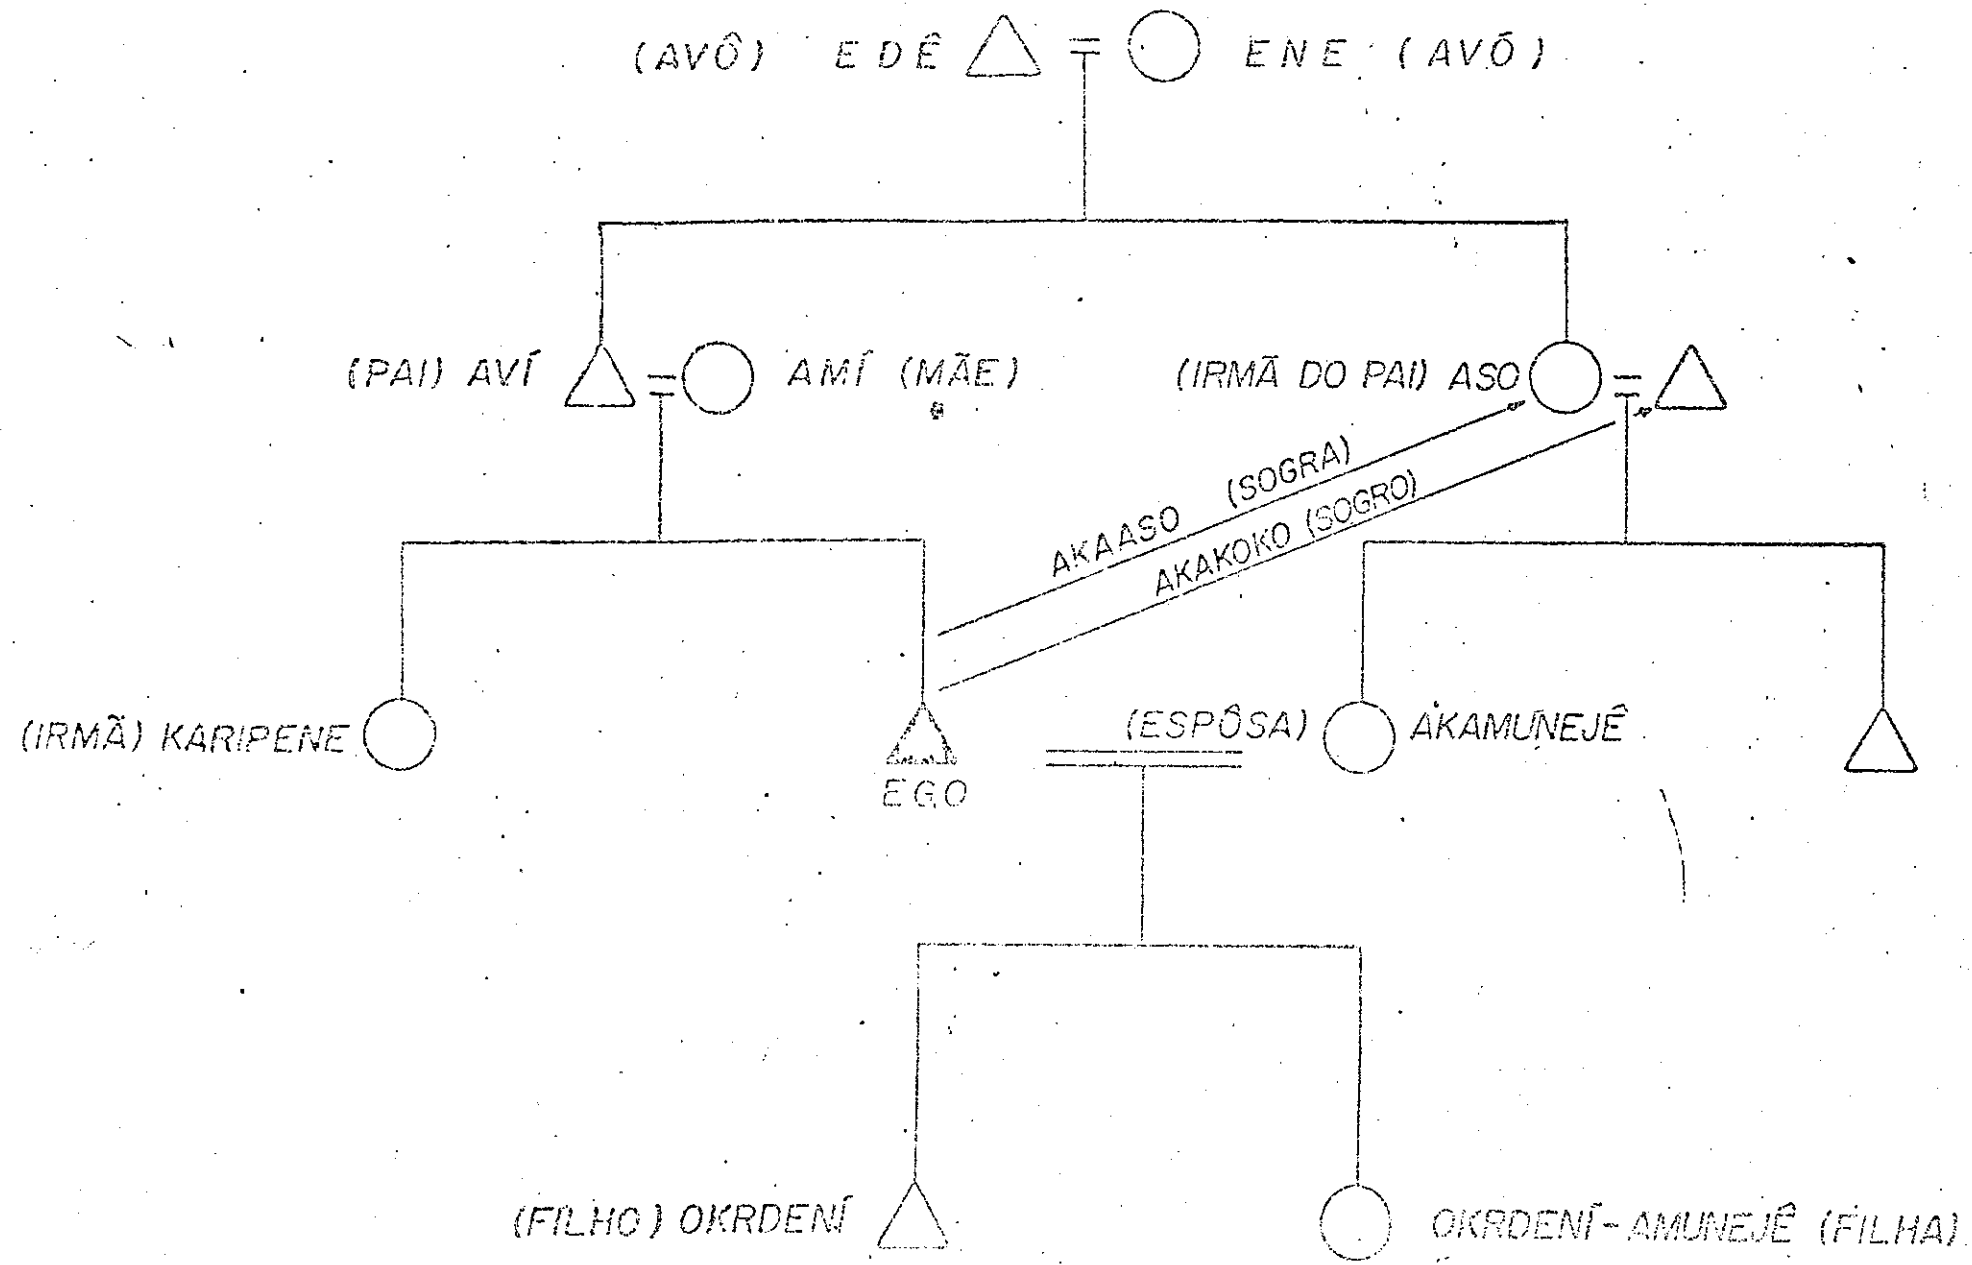 (AVÔ) EDÊ ENE (AVÓ)
(PAI) AVÍ AMÍ (MÃE) (IRMÃ DO PAI) ASO
AKAASO (SOGRA)
AKAKOKO (SOGRO)
(IRMÃ) KARIPENE (ESPÔSA) AKAMUNEJÊ
EGO
(FILHO) OKRDENÍ OKRDENÍ-AMUNEJÊ (FILHA)